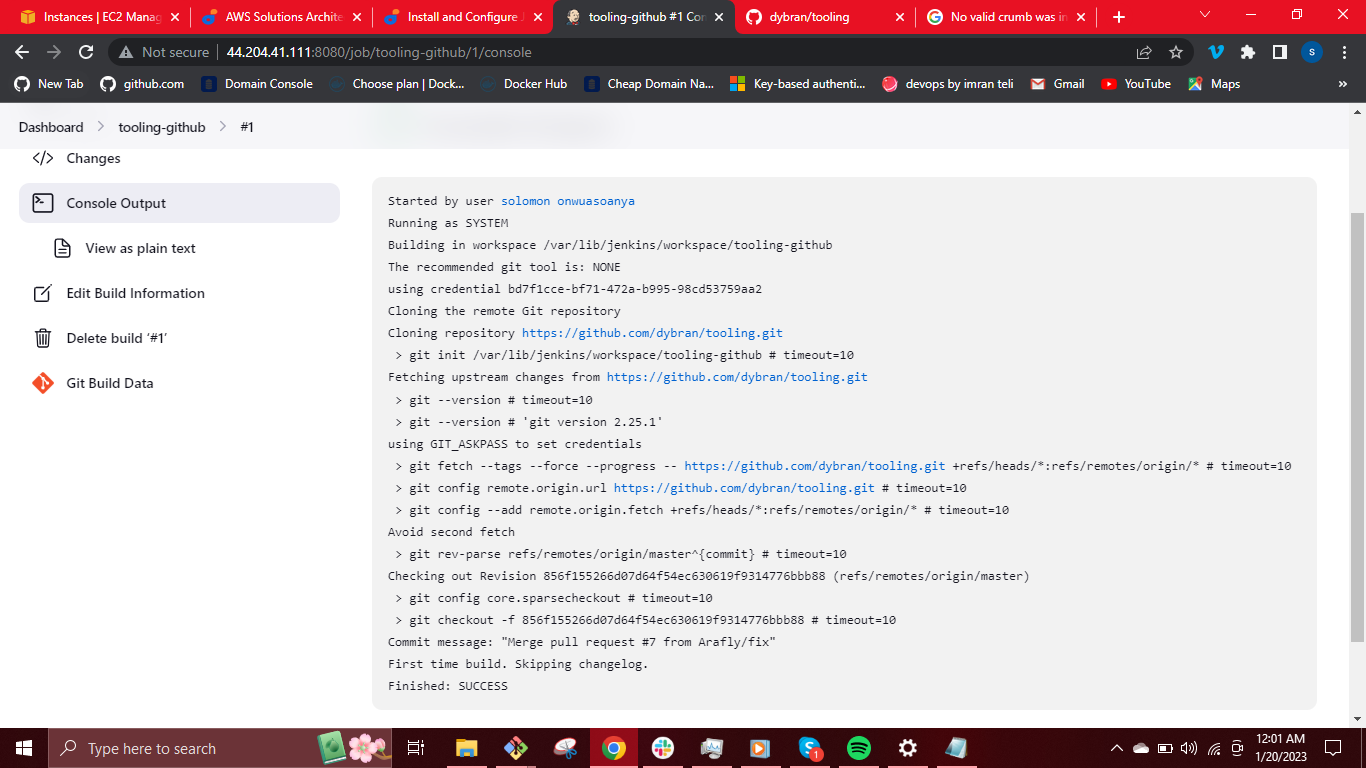 Instances | EC2 Manag
AWS Solutions Archite
Install and Configure J
tooling-github #1 Con
dybran/tooling
No valid crumb was in
Not secure
44.204.41.111:8080/job/tooling-github/1/console
s
New Tab
github.com
Domain Console
Choose plan | Dock...
Docker Hub
Cheap Domain Na...
Key-based authenti...
devops by imran teli
Gmail
YouTube
Maps
»
Dashboard
tooling-github
#1
Changes
Console Output
View as plain text
Edit Build Information
Delete build ‘#1’
Git Build Data
Started by user solomon onwuasoanya
Running as SYSTEM
Building in workspace /var/lib/jenkins/workspace/tooling-github
The recommended git tool is: NONE
using credential bd7f1cce-bf71-472a-b995-98cd53759aa2
Cloning the remote Git repository
Cloning repository https://github.com/dybran/tooling.git
> git init /var/lib/jenkins/workspace/tooling-github # timeout=10
Fetching upstream changes from https://github.com/dybran/tooling.git
> git --version # timeout=10
> git --version # 'git version 2.25.1'
using GIT_ASKPASS to set credentials
> git fetch --tags --force --progress -- https://github.com/dybran/tooling.git +refs/heads/*:refs/remotes/origin/* # timeout=10
> git config remote.origin.url https://github.com/dybran/tooling.git # timeout=10
> git config --add remote.origin.fetch +refs/heads/*:refs/remotes/origin/* # timeout=10
Avoid second fetch
> git rev-parse refs/remotes/origin/master^{commit} # timeout=10
Checking out Revision 856f155266d07d64f54ec630619f9314776bbb88 (refs/remotes/origin/master)
> git config core.sparsecheckout # timeout=10
> git checkout -f 856f155266d07d64f54ec630619f9314776bbb88 # timeout=10
Commit message: "Merge pull request #7 from Arafly/fix"
First time build. Skipping changelog.
Finished: SUCCESS
Type here to search
1
12:01 AM
1/20/2023